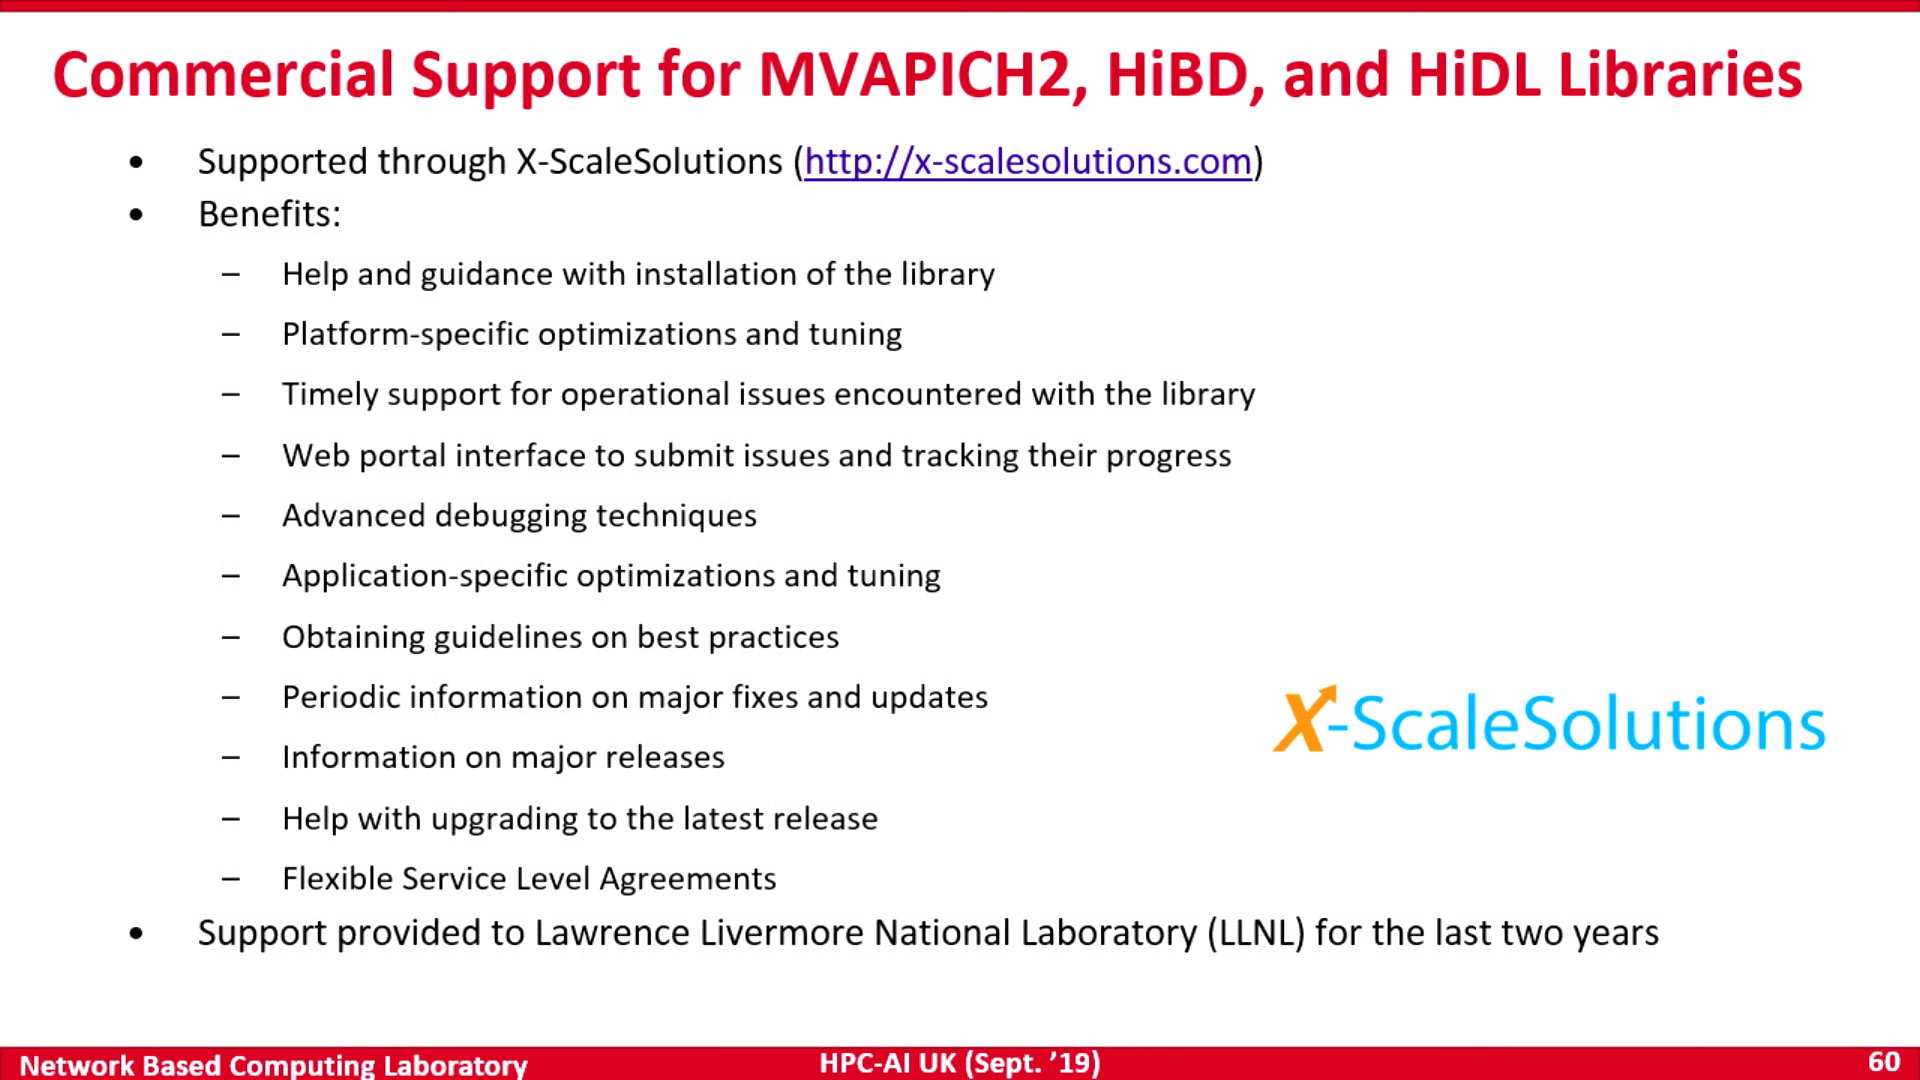 Commercial Support for MVAPICH2, HiBD, and HiDL Libraries
• Supported through X-ScaleSolutions (http://x-scalesolutions.com)
• Benefits:
– Help and guidance with installation of the library
– Platform-specific optimizations and tuning
– Timely support for operational issues encountered with the library
– Web portal interface to submit issues and tracking their progress
– Advanced debugging techniques
– Application-specific optimizations and tuning
– Obtaining guidelines on best practices
– Periodic information on major fixes and updates
– Information on major releases
– Help with upgrading to the latest release
– Flexible Service Level Agreements
X-ScaleSolutions
• Support provided to Lawrence Livermore National Laboratory (LLNL) for the last two years
Network Based Computing Laboratory
HPC-AI UK (Sept. ’19)
60